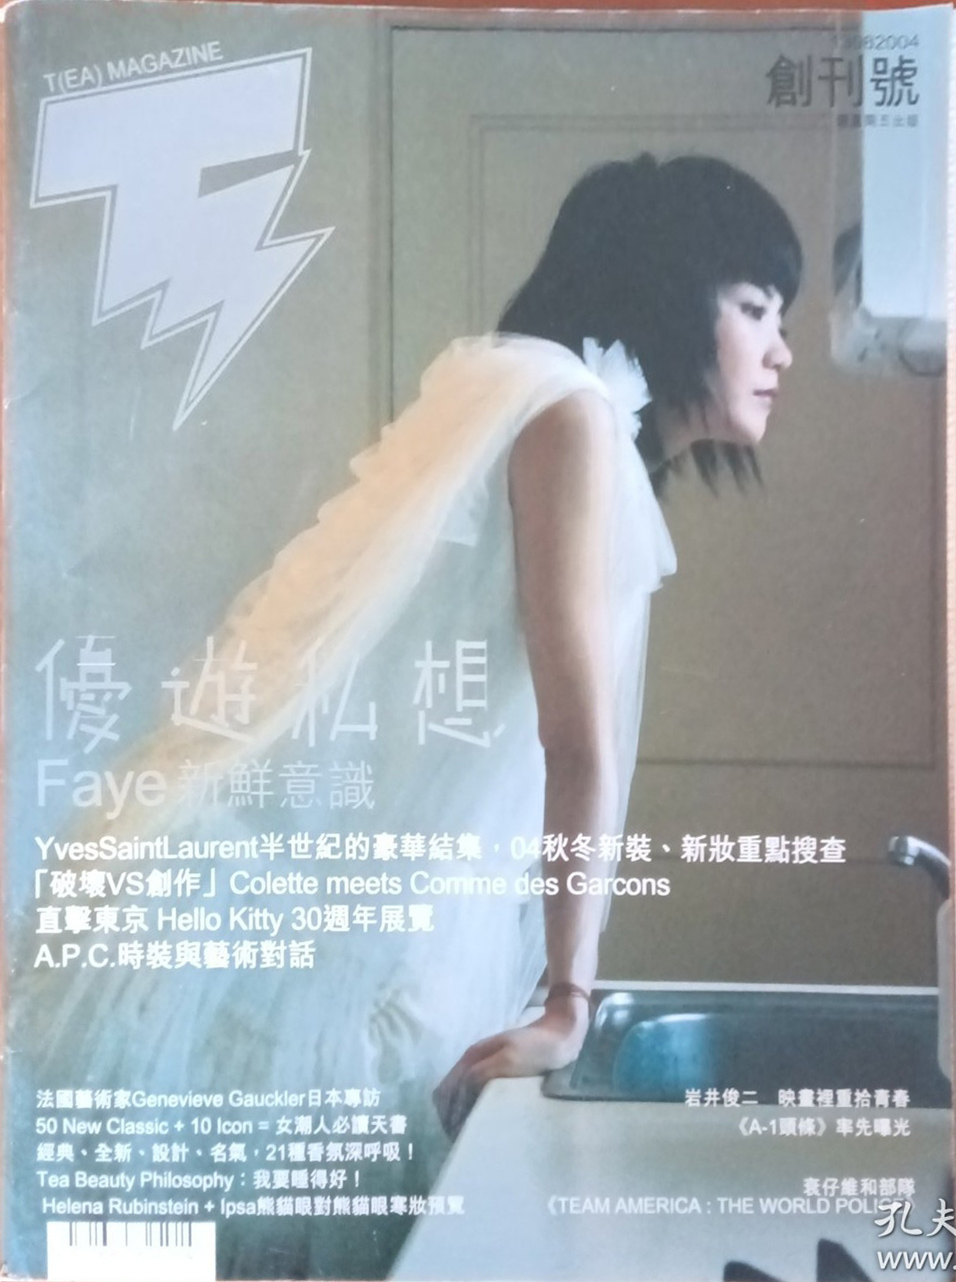 T(EA) MAGAZINE
082004
創刊號
優遊私想
Faye新鮮意識
YvesSaintLaurent半世紀的豪華結集，04秋冬新裝、新妝重點搜查
「破壞VS創作」Colette meets Comme des Garcons
直擊東京 Hello Kitty 30週年展覽
A.P.C.時裝與藝術對話
法國藝術家Genevieve Gauckler日本專訪
50 New Classic + 10 Icon = 女潮人必讀天書
經典、全新、設計、名氣，21種香氛深呼吸！
Tea Beauty Philosophy：我要睡得好！
Helena Rubinstein + Ipsa熊貓眼對熊貓眼寒妝預覽
岩井俊二 映畫裡重拾青春
《A-1頭條》率先曝光
衰仔維和部隊
《TEAM AMERICA : THE WORLD POLICE》
孔夫
www.